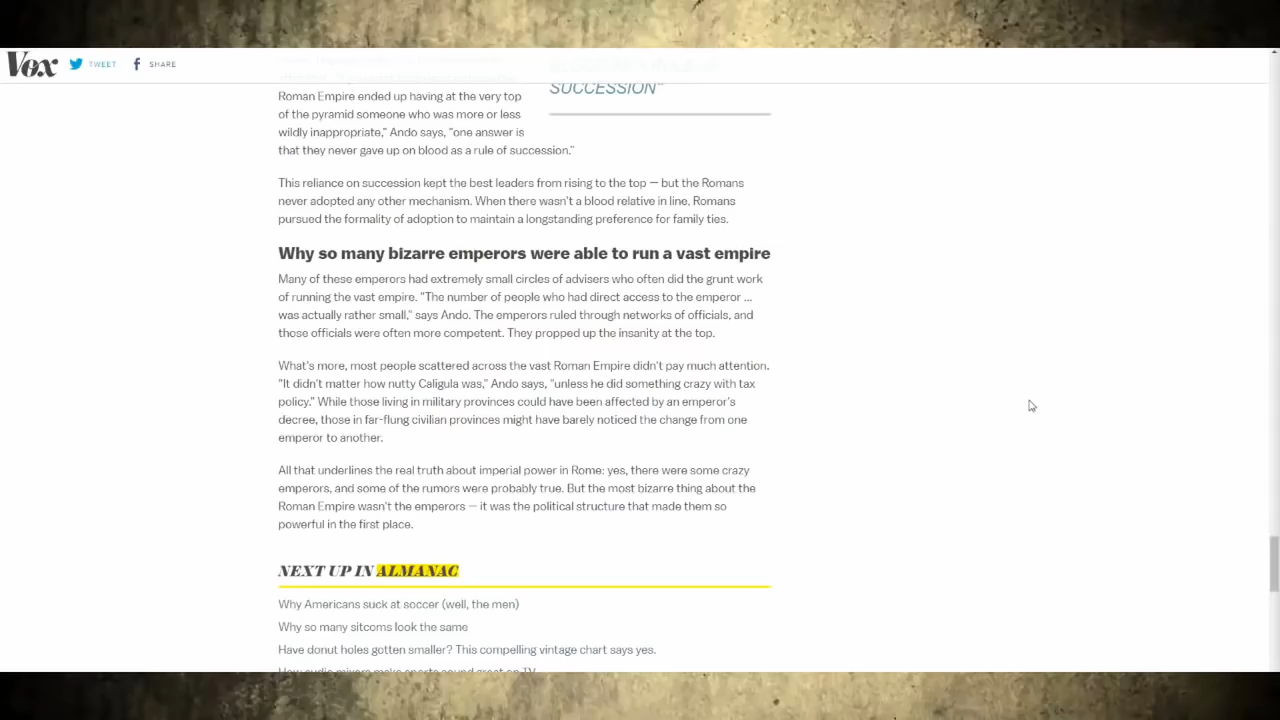 Vox
TWEET
SHARE
SUCCESSION"
Roman Empire ended up having at the very top
of the pyramid someone who was more or less
wildly inappropriate," Ando says, "one answer is
that they never gave up on blood as a rule of succession."
This reliance on succession kept the best leaders from rising to the top — but the Romans
never adopted any other mechanism. When there wasn't a blood relative in line, Romans
pursued the formality of adoption to maintain a longstanding preference for family ties.
Why so many bizarre emperors were able to run a vast empire
Many of these emperors had extremely small circles of advisers who often did the grunt work
of running the vast empire. "The number of people who had direct access to the emperor ...
was actually rather small," says Ando. The emperors ruled through networks of officials, and
those officials were often more competent. They propped up the insanity at the top.
What's more, most people scattered across the vast Roman Empire didn't pay much attention.
"It didn't matter how nutty Caligula was," Ando says, "unless he did something crazy with tax
policy." While those living in military provinces could have been affected by an emperor's
decree, those in far-flung civilian provinces might have barely noticed the change from one
emperor to another.
All that underlines the real truth about imperial power in Rome: yes, there were some crazy
emperors, and some of the rumors were probably true. But the most bizarre thing about the
Roman Empire wasn't the emperors — it was the political structure that made them so
powerful in the first place.
NEXT UP IN ALMANAC
Why Americans suck at soccer (well, the men)
Why so many sitcoms look the same
Have donut holes gotten smaller? This compelling vintage chart says yes.
How audio mixers make sports sound great on TV